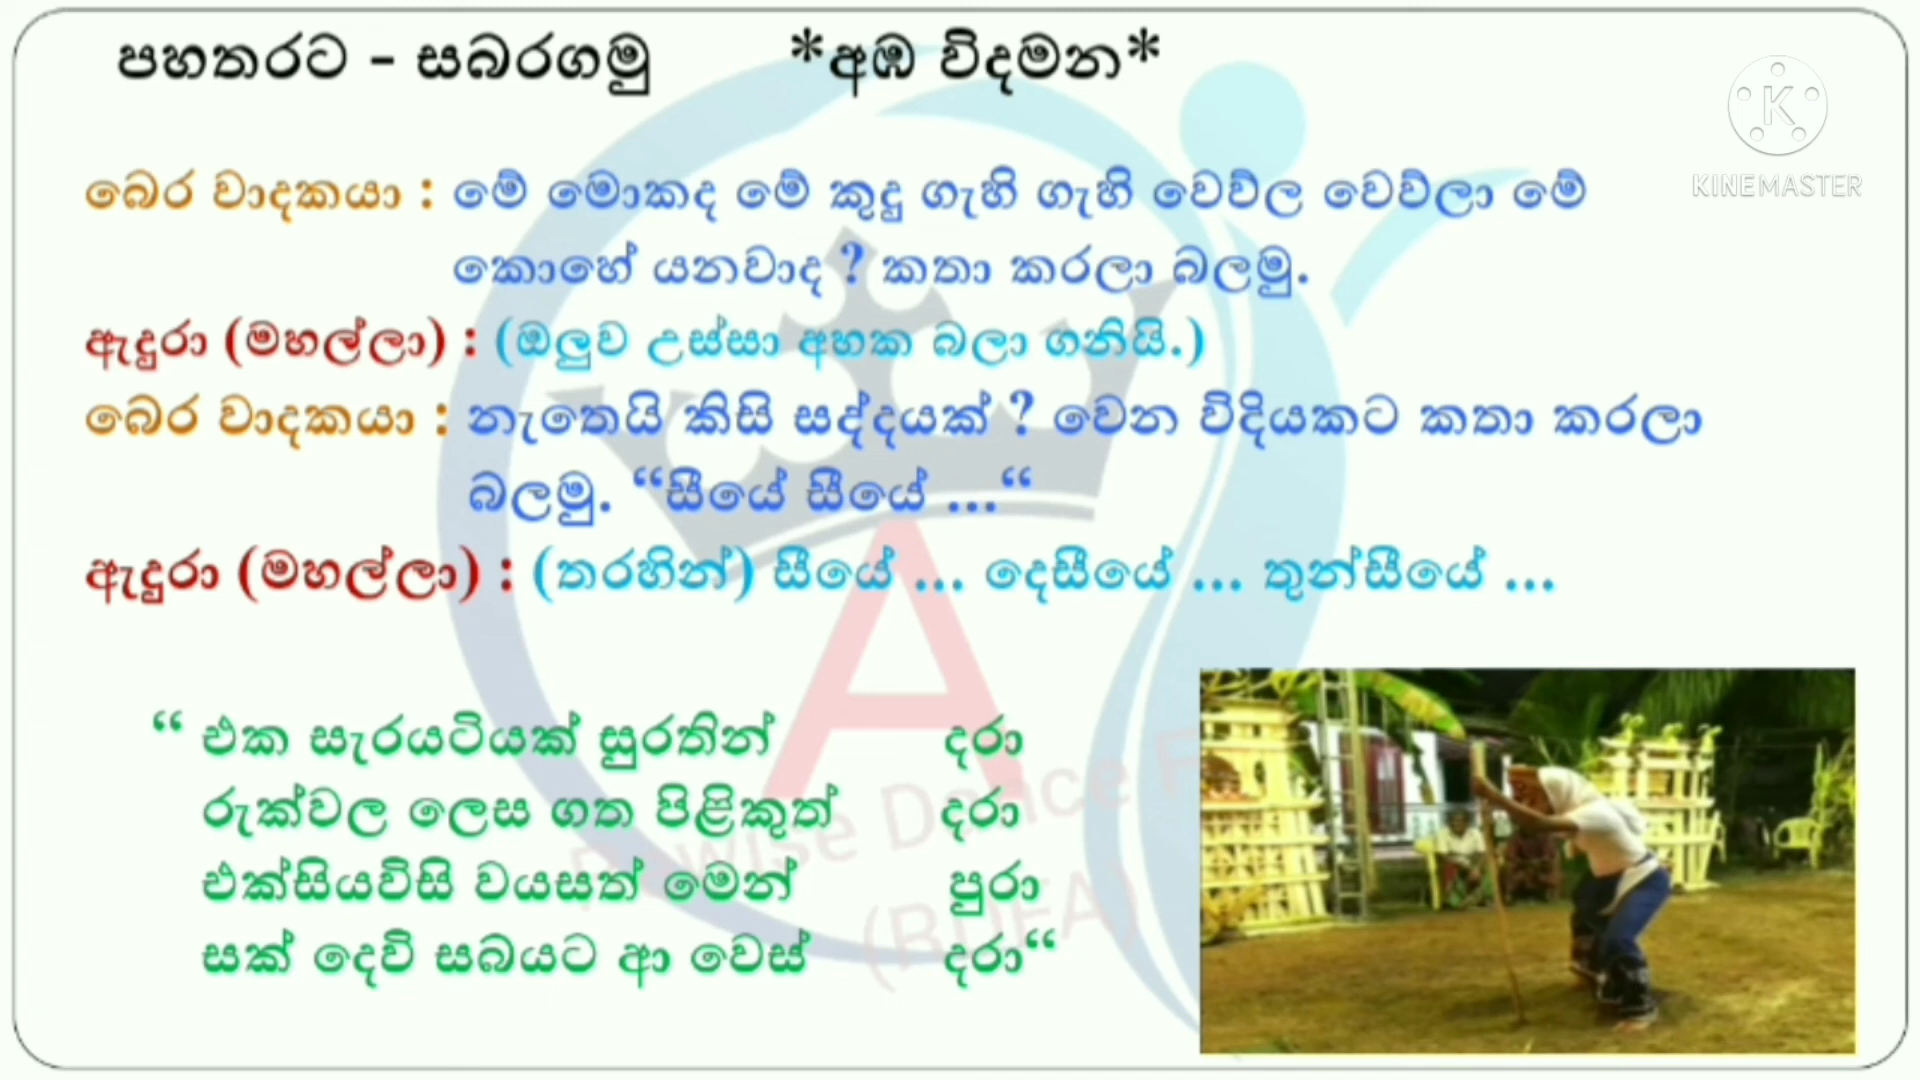 පහතරට - සබරගමු *අඹ විදමන*
KINEMASTER
බෙර වාදකයා : මේ මොකද මේ කුදු ගැහි ගැහි වෙව්ල වෙව්ලා මේ
කොහේ යනවාද ? කතා කරලා බලමු.
ඇදුරා (මහල්ලා) : (ඔලුව උස්සා අහක බලා ගනියි.)
බෙර වාදකයා : නැතෙයි කිසි සද්දයක් ? වෙන විදියකට කතා කරලා
බලමු. “සීයේ සීයේ ...“
ඇදුරා (මහල්ලා) : (තරහින්) සීයේ ... දෙසීයේ ... තුන්සීයේ ...
“ එක සැරයටියක් සුරතින් දරා
රුක්වල ලෙස ගත පිළිකුත් දරා
එක්සියවිසි වයසත් මෙන් පුරා
සක් දෙවි සබයට ආ වෙස් දරා“
wise Dance F